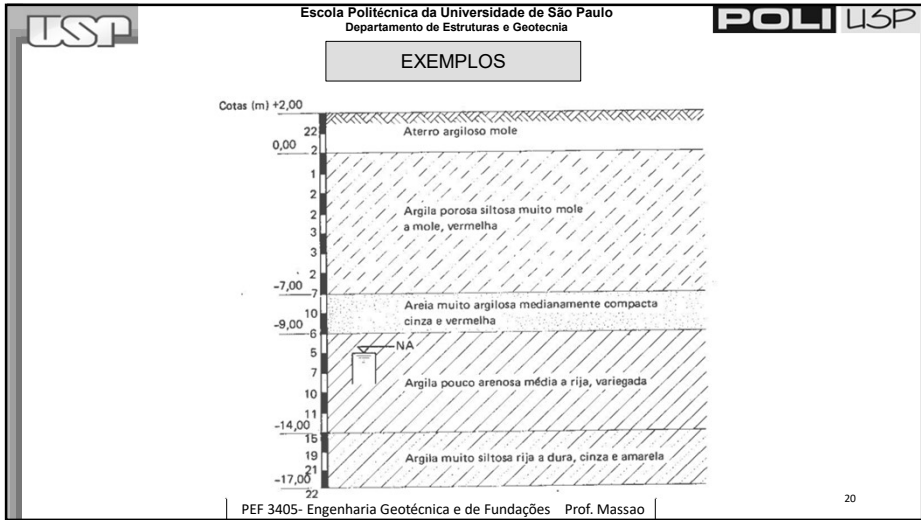 USP
Escola Politécnica da Universidade de São Paulo
Departamento de Estruturas e Geotecnia
POLI USP
EXEMPLOS
Cotas (m) +2,00
22
Aterro argiloso mole
0,00
2
1
2
2
Argila porosa siltosa muito mole
a mole, vermelha
3
3
2
-7,00
7
Areia muito argilosa medianamente compacta
10
cinza e vermelha
-9,00
6
NA
5
7
Argila pouco arenosa média a rija, variegada
10
11
-14,00
15
19
Argila muito siltosa rija a dura, cinza e amarela
21
-17,00
22
PEF 3405- Engenharia Geotécnica e de Fundações Prof. Massao
20